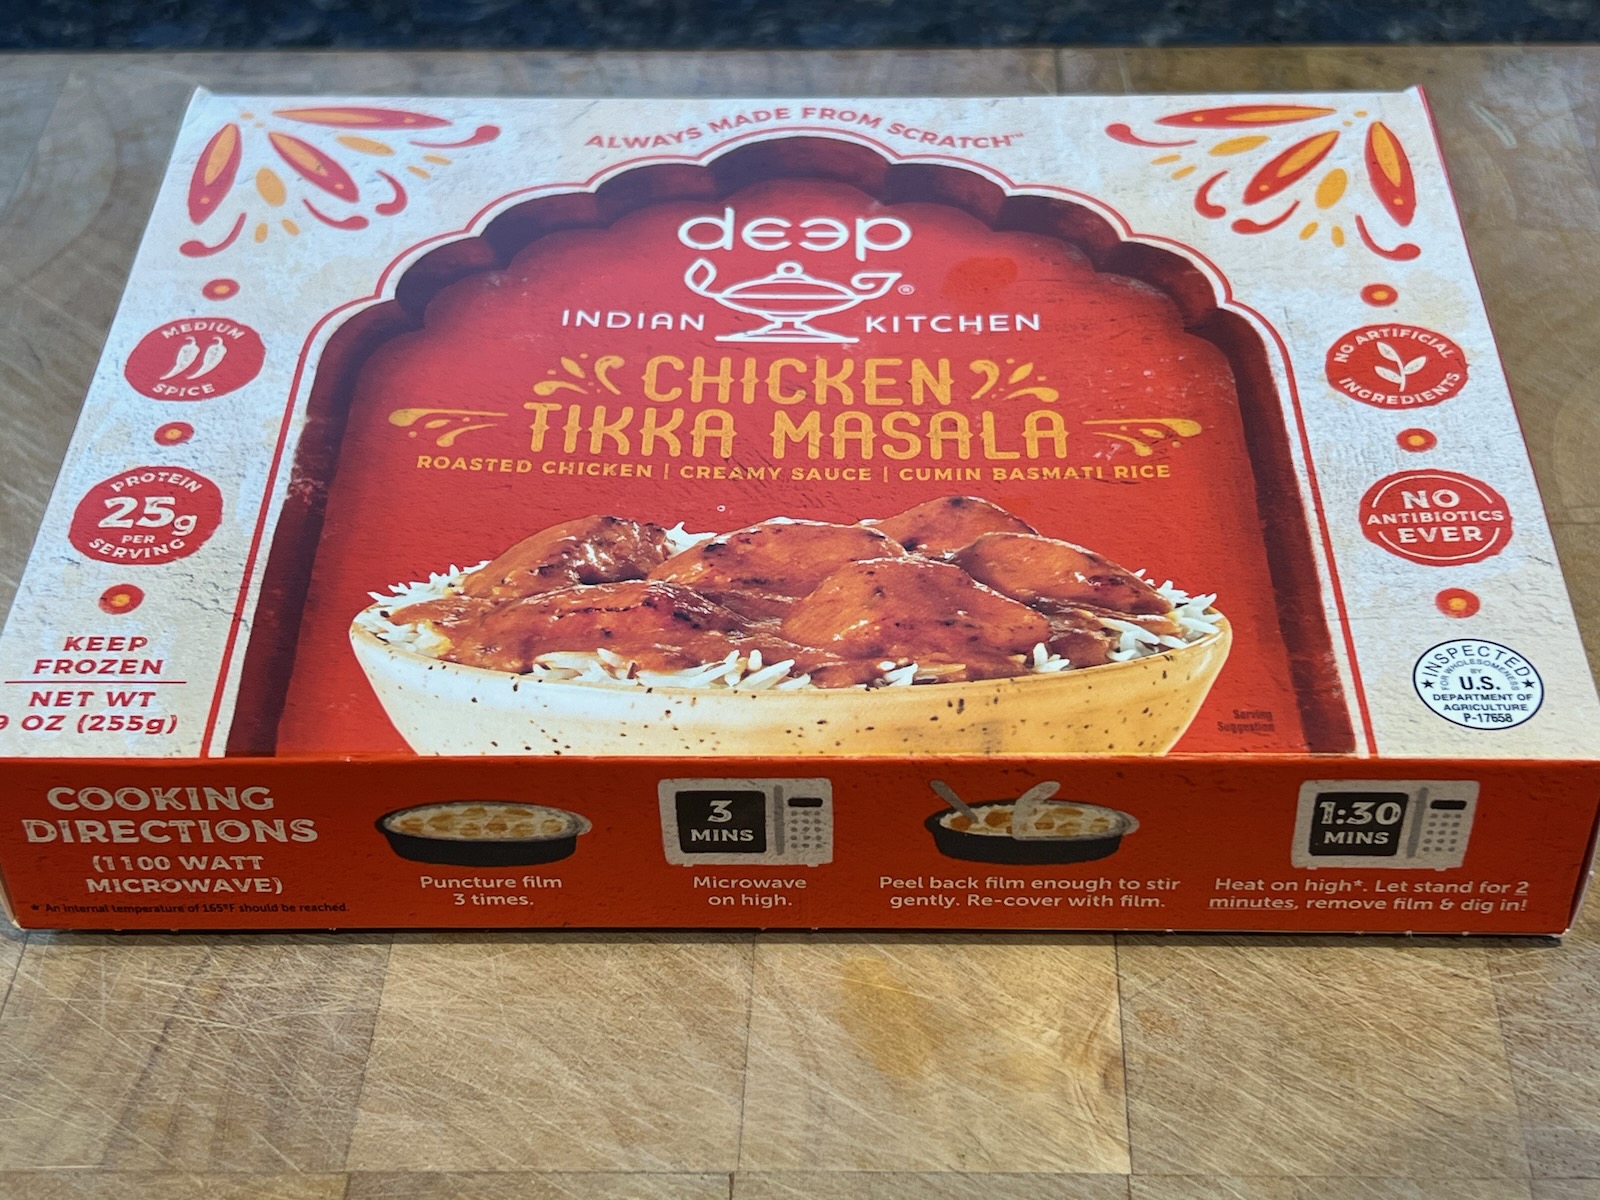 ALWAYS MADE FROM SCRATCH™
deep
®
INDIAN KITCHEN
CHICKEN
TIKKA MASALA
ROASTED CHICKEN | CREAMY SAUCE | CUMIN BASMATI RICE
MEDIUM
SPICE
PROTEIN
25g
PER
SERVING
KEEP
FROZEN
NET WT
9 OZ (255g)
NO ARTIFICIAL
INGREDIENTS
NO
ANTIBIOTICS
EVER
INSPECTED
FOR WHOLESOMENESS
BY
U.S.
DEPARTMENT OF
AGRICULTURE
P-17658
Serving
Suggestion
COOKING
DIRECTIONS
(1100 WATT
MICROWAVE)
* An internal temperature of 165°F should be reached.
Puncture film
3 times.
3
MINS
Microwave
on high.
Peel back film enough to stir
gently. Re-cover with film.
1:30
MINS
Heat on high*. Let stand for 2
minutes, remove film & dig in!